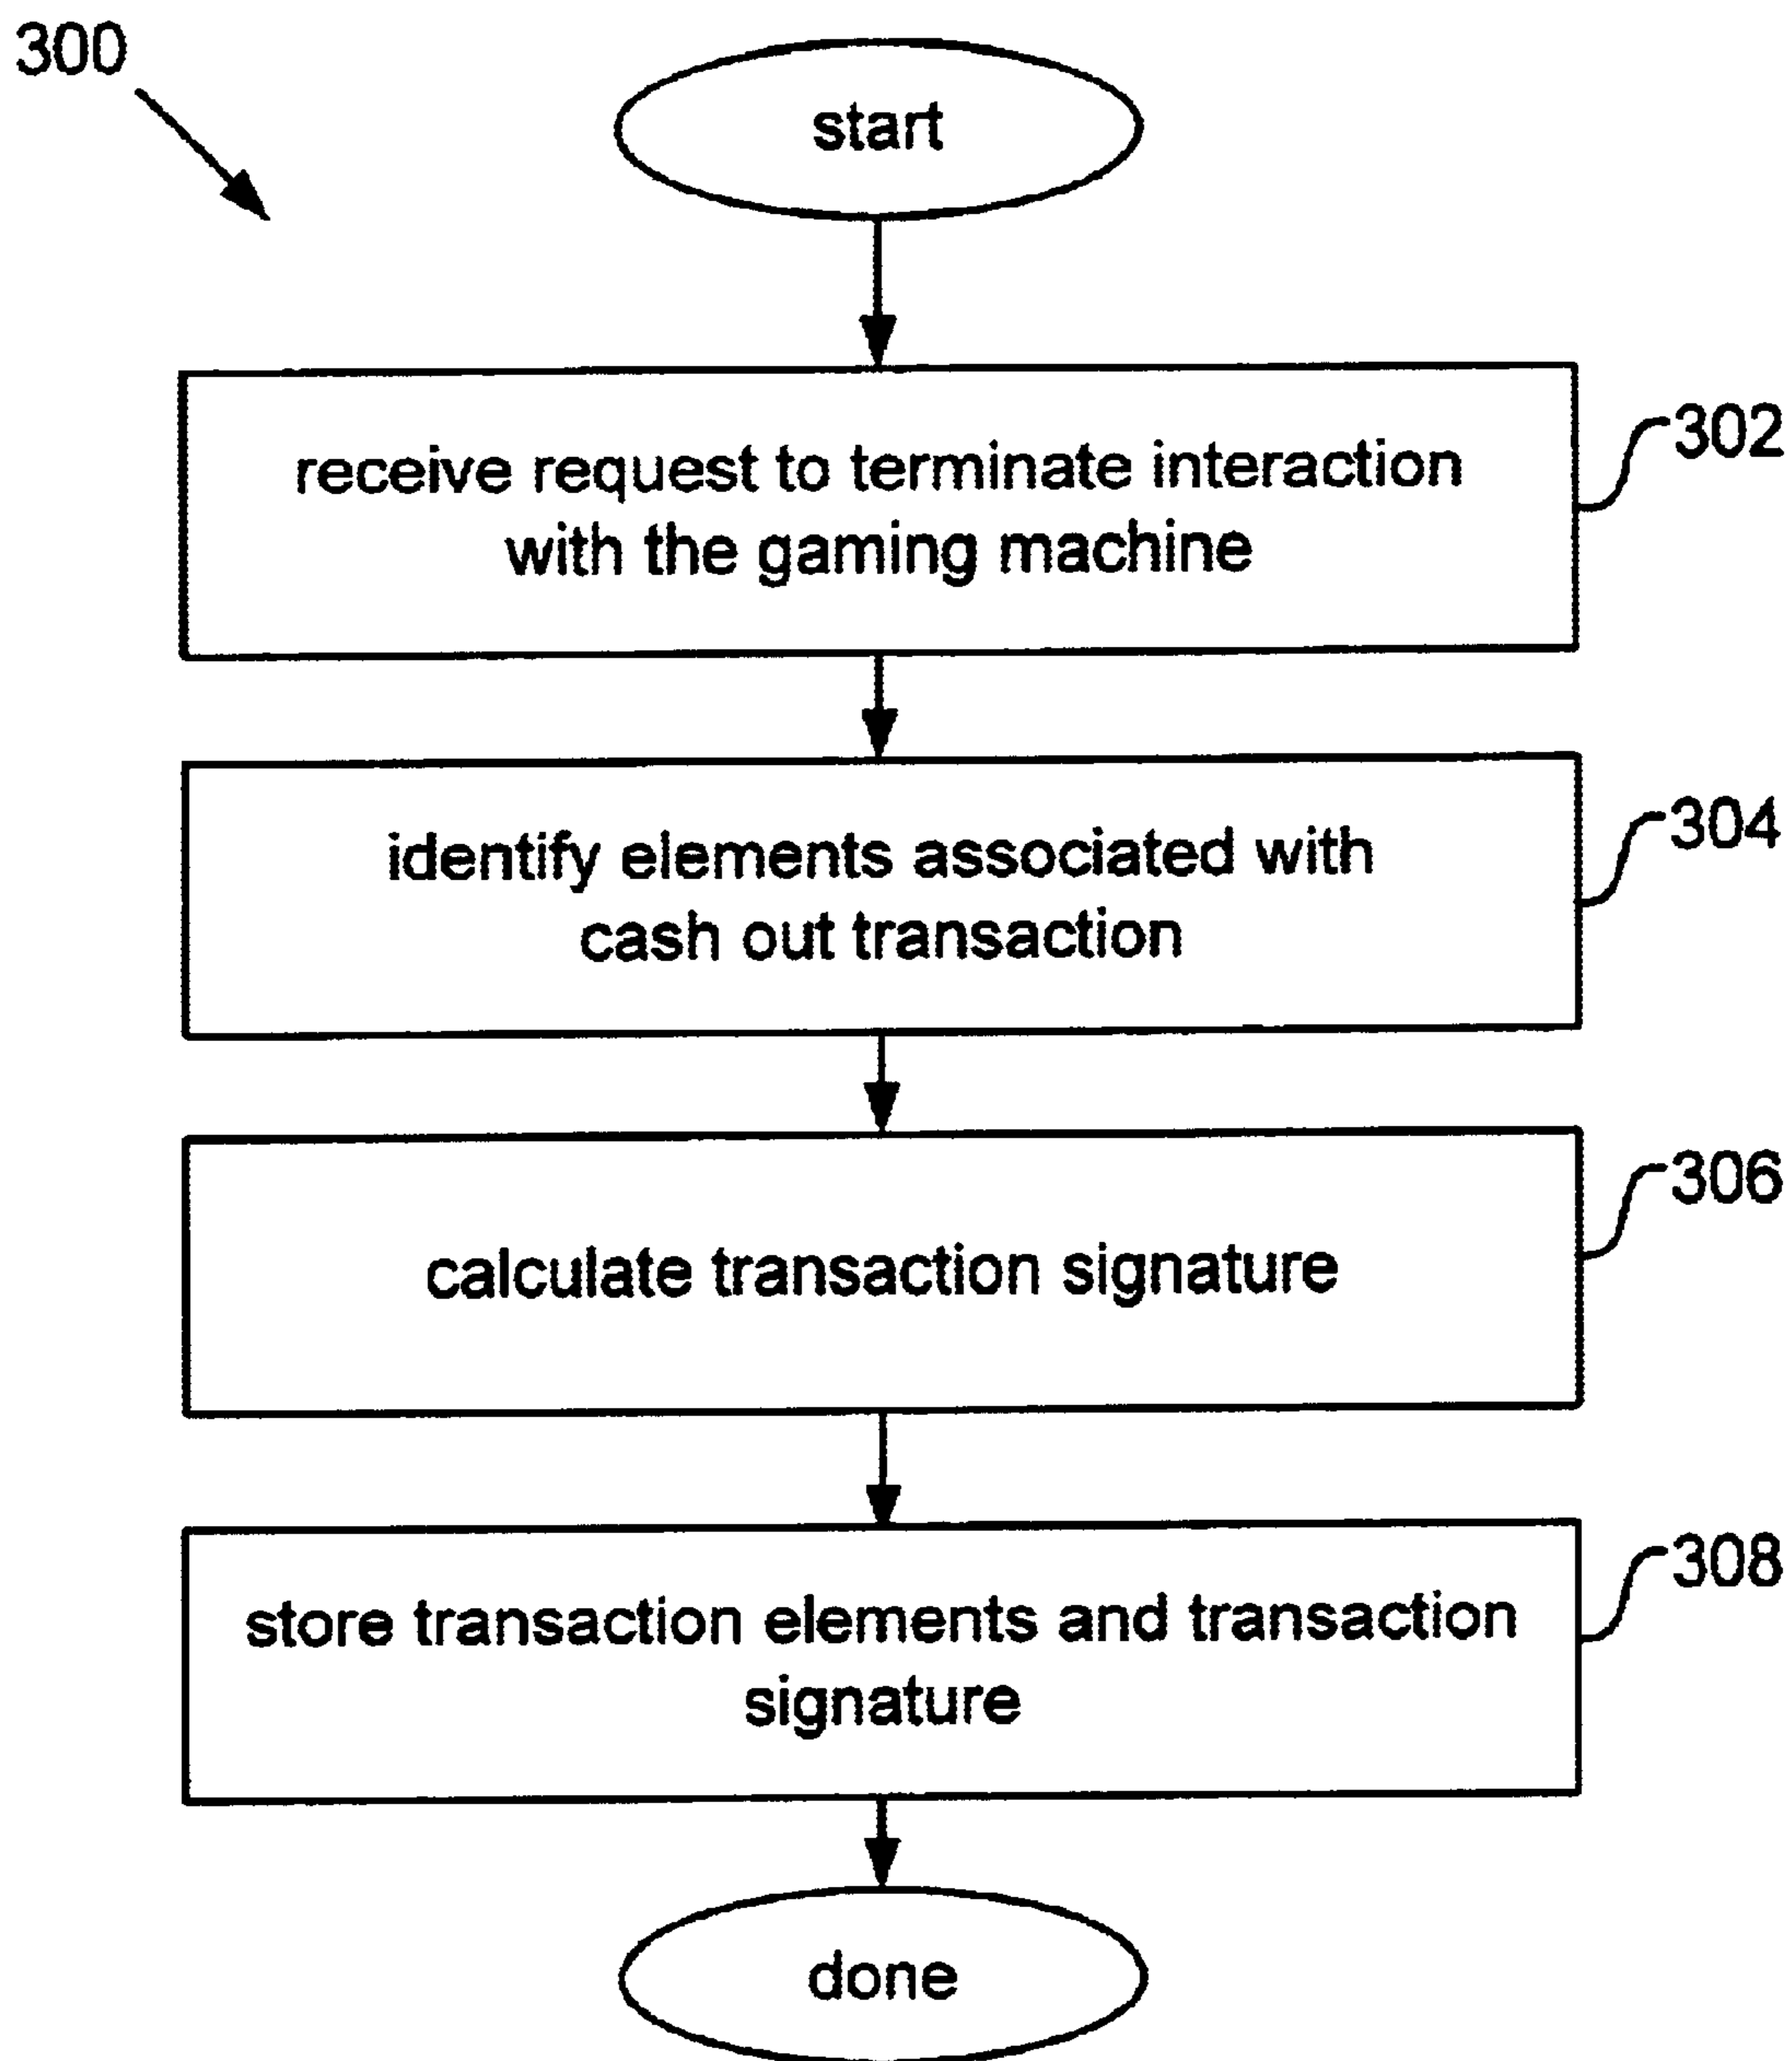 300
start
receive request to terminate interaction
with the gaming machine
302
identify elements associated with
cash out transaction
304
calculate transaction signature
306
store transaction elements and transaction
signature
308
done